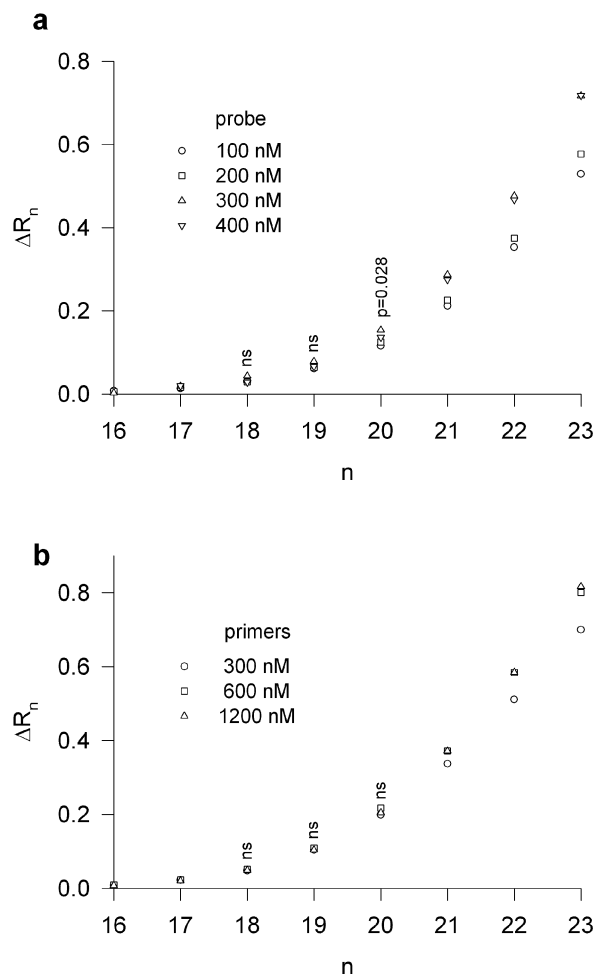 a
0.8
0.6
0.4
0.2
0.0
ΔRn
probe
100 nM
200 nM
300 nM
400 nM
ns
ns
p=0.028
16 17 18 19 20 21 22 23
n
b
0.8
0.6
0.4
0.2
0.0
ΔRn
primers
300 nM
600 nM
1200 nM
ns
ns
ns
16 17 18 19 20 21 22 23
n